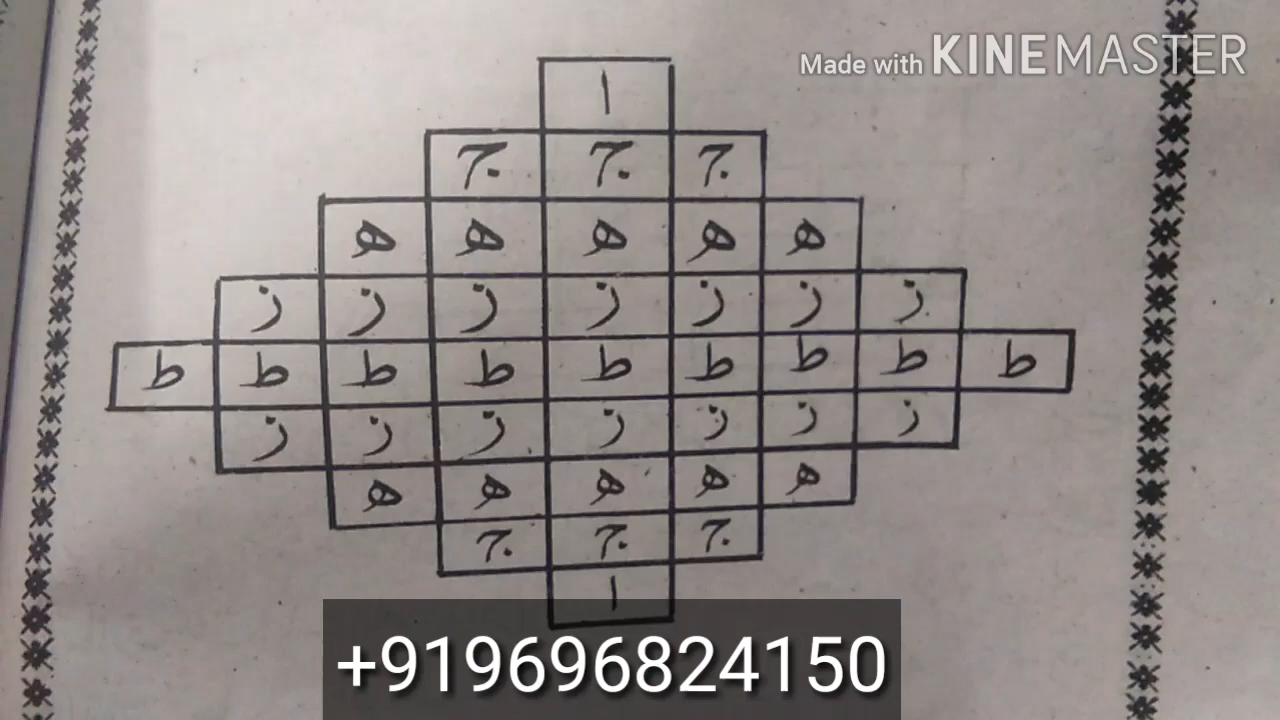 Made with KINEMASTER
ا
ج ج ج
ه ه ه ه ه
ز ز ز ز ز ز ز
ط ط ط ط ط ط ط ط ط
ز ز ز ز ز ز ز
ه ه ه ه ه
ج ج ج
ا
+919696824150